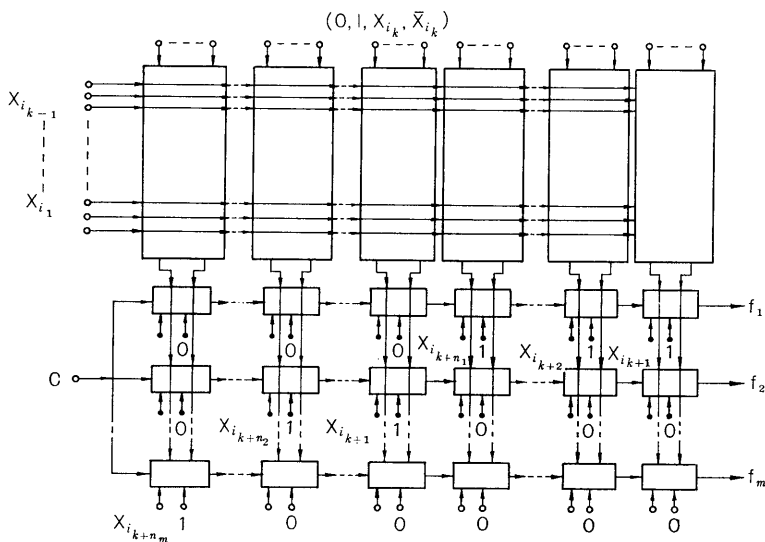 (0, 1, X_{i_k}, X̄_{i_k})
X_{i_{k-1}}
X_{i_1}
f_1
0 0 0 X_{i_{k+n_1}} 1 X_{i_{k+2}} 1 X_{i_{k+1}} 1
C
f_2
0 X_{i_{k+n_2}} 1 X_{i_{k+1}} 1 0 0 0
f_m
X_{i_{k+n_m}} 1 0 0 0 0 0